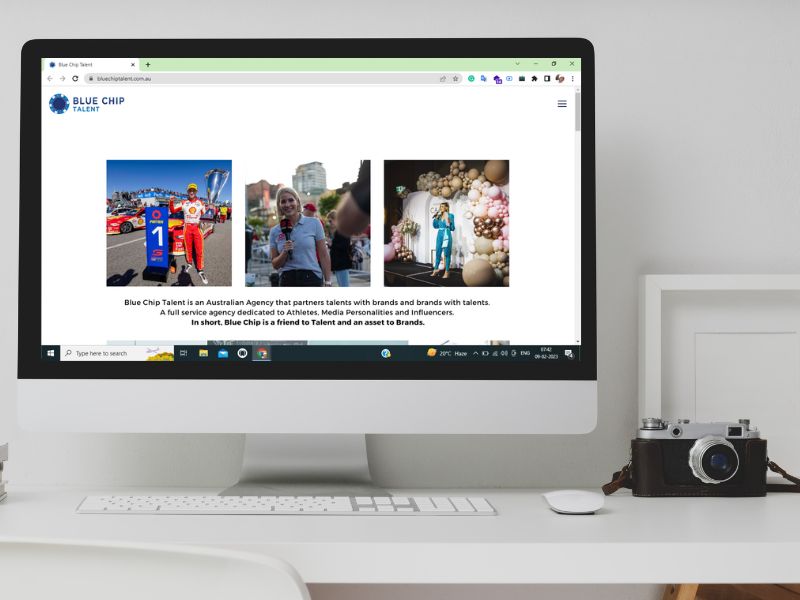 Blue Chip Talent
bluechiptalent.com.au
BLUE CHIP
TALENT
1
Blue Chip Talent is an Australian Agency that partners talents with brands and brands with talents.
A full service agency dedicated to Athletes, Media Personalities and Influencers.
In short, Blue Chip is a friend to Talent and an asset to Brands.
Type here to search
20°C Haze
ENG
07:42
09-02-2023